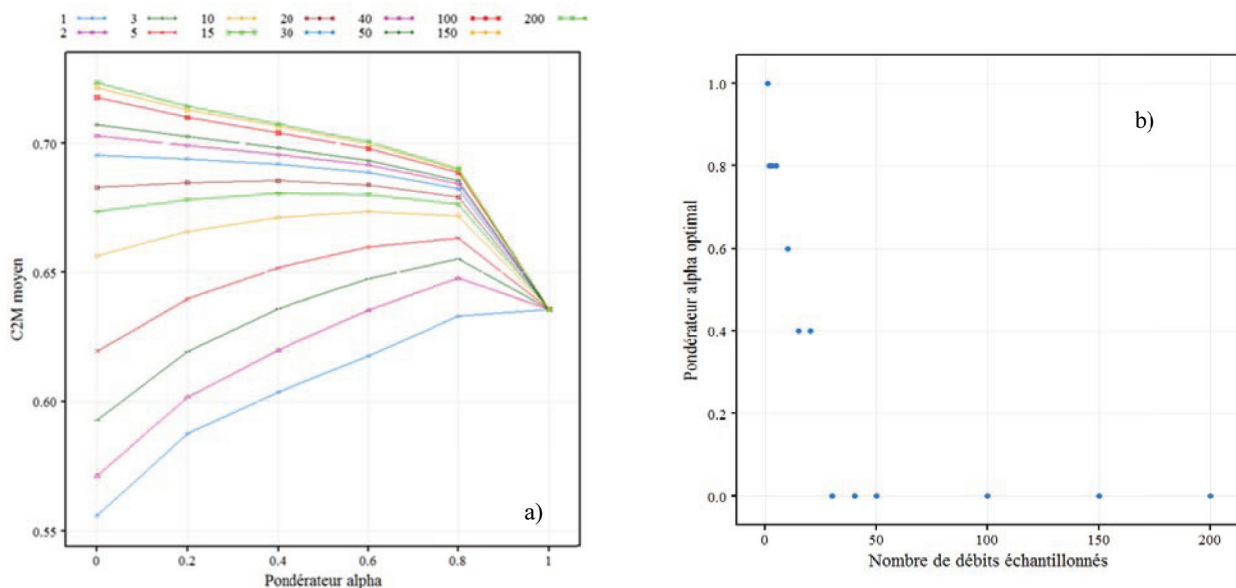 1 3 10 20 40 100 200
2 5 15 30 50 150
0.70
0.65
0.60
0.55
C2M moyen
0 0.2 0.4 0.6 0.8 1
Pondérateur alpha
a)
1.0
0.8
0.6
0.4
0.2
0.0
Pondérateur alpha optimal
0 50 100 150 200
Nombre de débits échantillonnés
b)